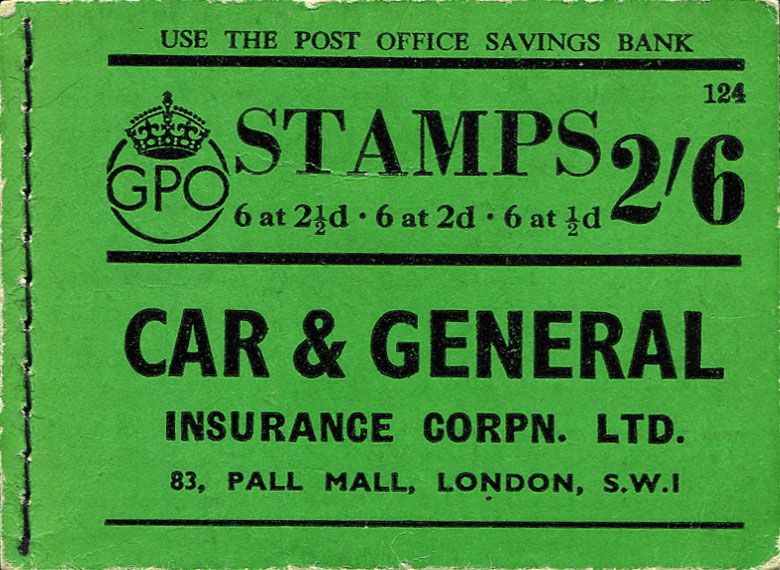 USE THE POST OFFICE SAVINGS BANK
124
GPO
STAMPS 2/6
6 at 2½d · 6 at 2d · 6 at ½d
CAR & GENERAL
INSURANCE CORPN. LTD.
83, PALL MALL, LONDON, S.W.1